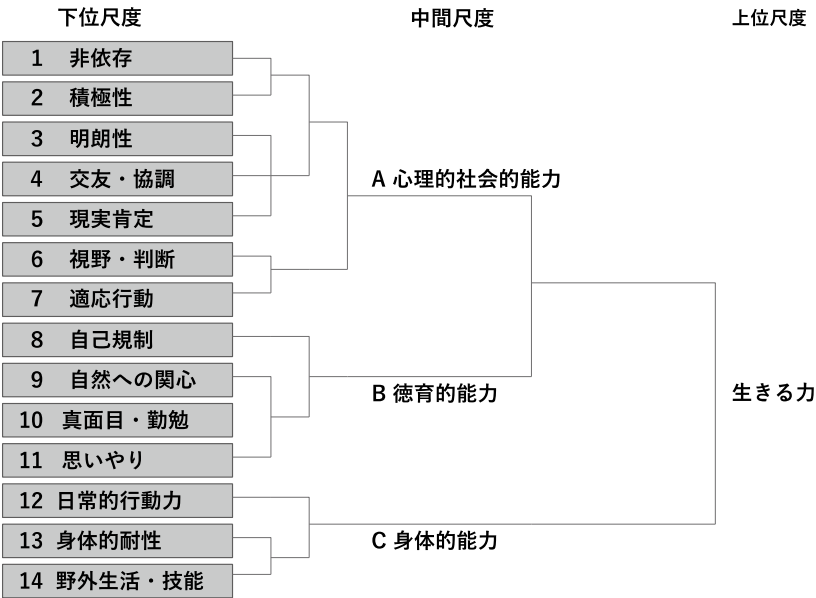 下位尺度 中間尺度 上位尺度
1 非依存
2 積極性
3 明朗性
4 交友・協調
5 現実肯定
6 視野・判断
7 適応行動
8 自己規制
9 自然への関心
10 真面目・勤勉
11 思いやり
12 日常的行動力
13 身体的耐性
14 野外生活・技能
A 心理的社会的能力
B 徳育的能力
C 身体的能力
生きる力